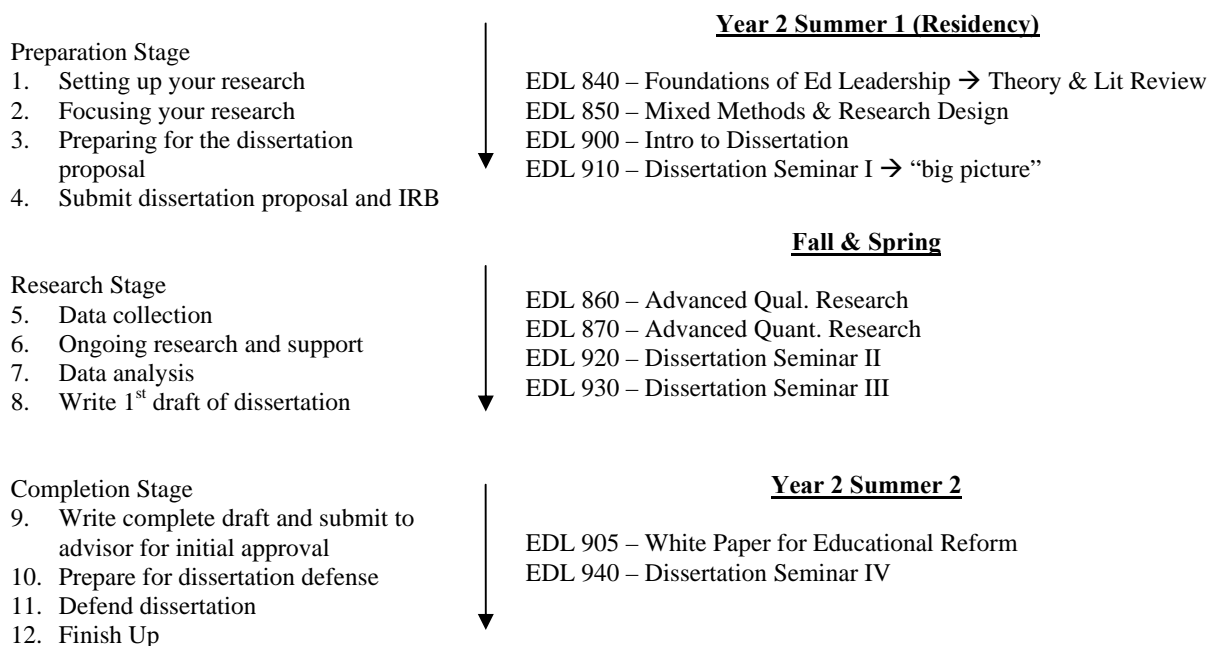 Year 2 Summer 1 (Residency)
Preparation Stage
1. Setting up your research
2. Focusing your research
3. Preparing for the dissertation
proposal
4. Submit dissertation proposal and IRB
EDL 840 – Foundations of Ed Leadership → Theory & Lit Review
EDL 850 – Mixed Methods & Research Design
EDL 900 – Intro to Dissertation
EDL 910 – Dissertation Seminar I → “big picture”
Fall & Spring
Research Stage
5. Data collection
6. Ongoing research and support
7. Data analysis
8. Write 1st draft of dissertation
EDL 860 – Advanced Qual. Research
EDL 870 – Advanced Quant. Research
EDL 920 – Dissertation Seminar II
EDL 930 – Dissertation Seminar III
Year 2 Summer 2
Completion Stage
9. Write complete draft and submit to
advisor for initial approval
10. Prepare for dissertation defense
11. Defend dissertation
12. Finish Up
EDL 905 – White Paper for Educational Reform
EDL 940 – Dissertation Seminar IV